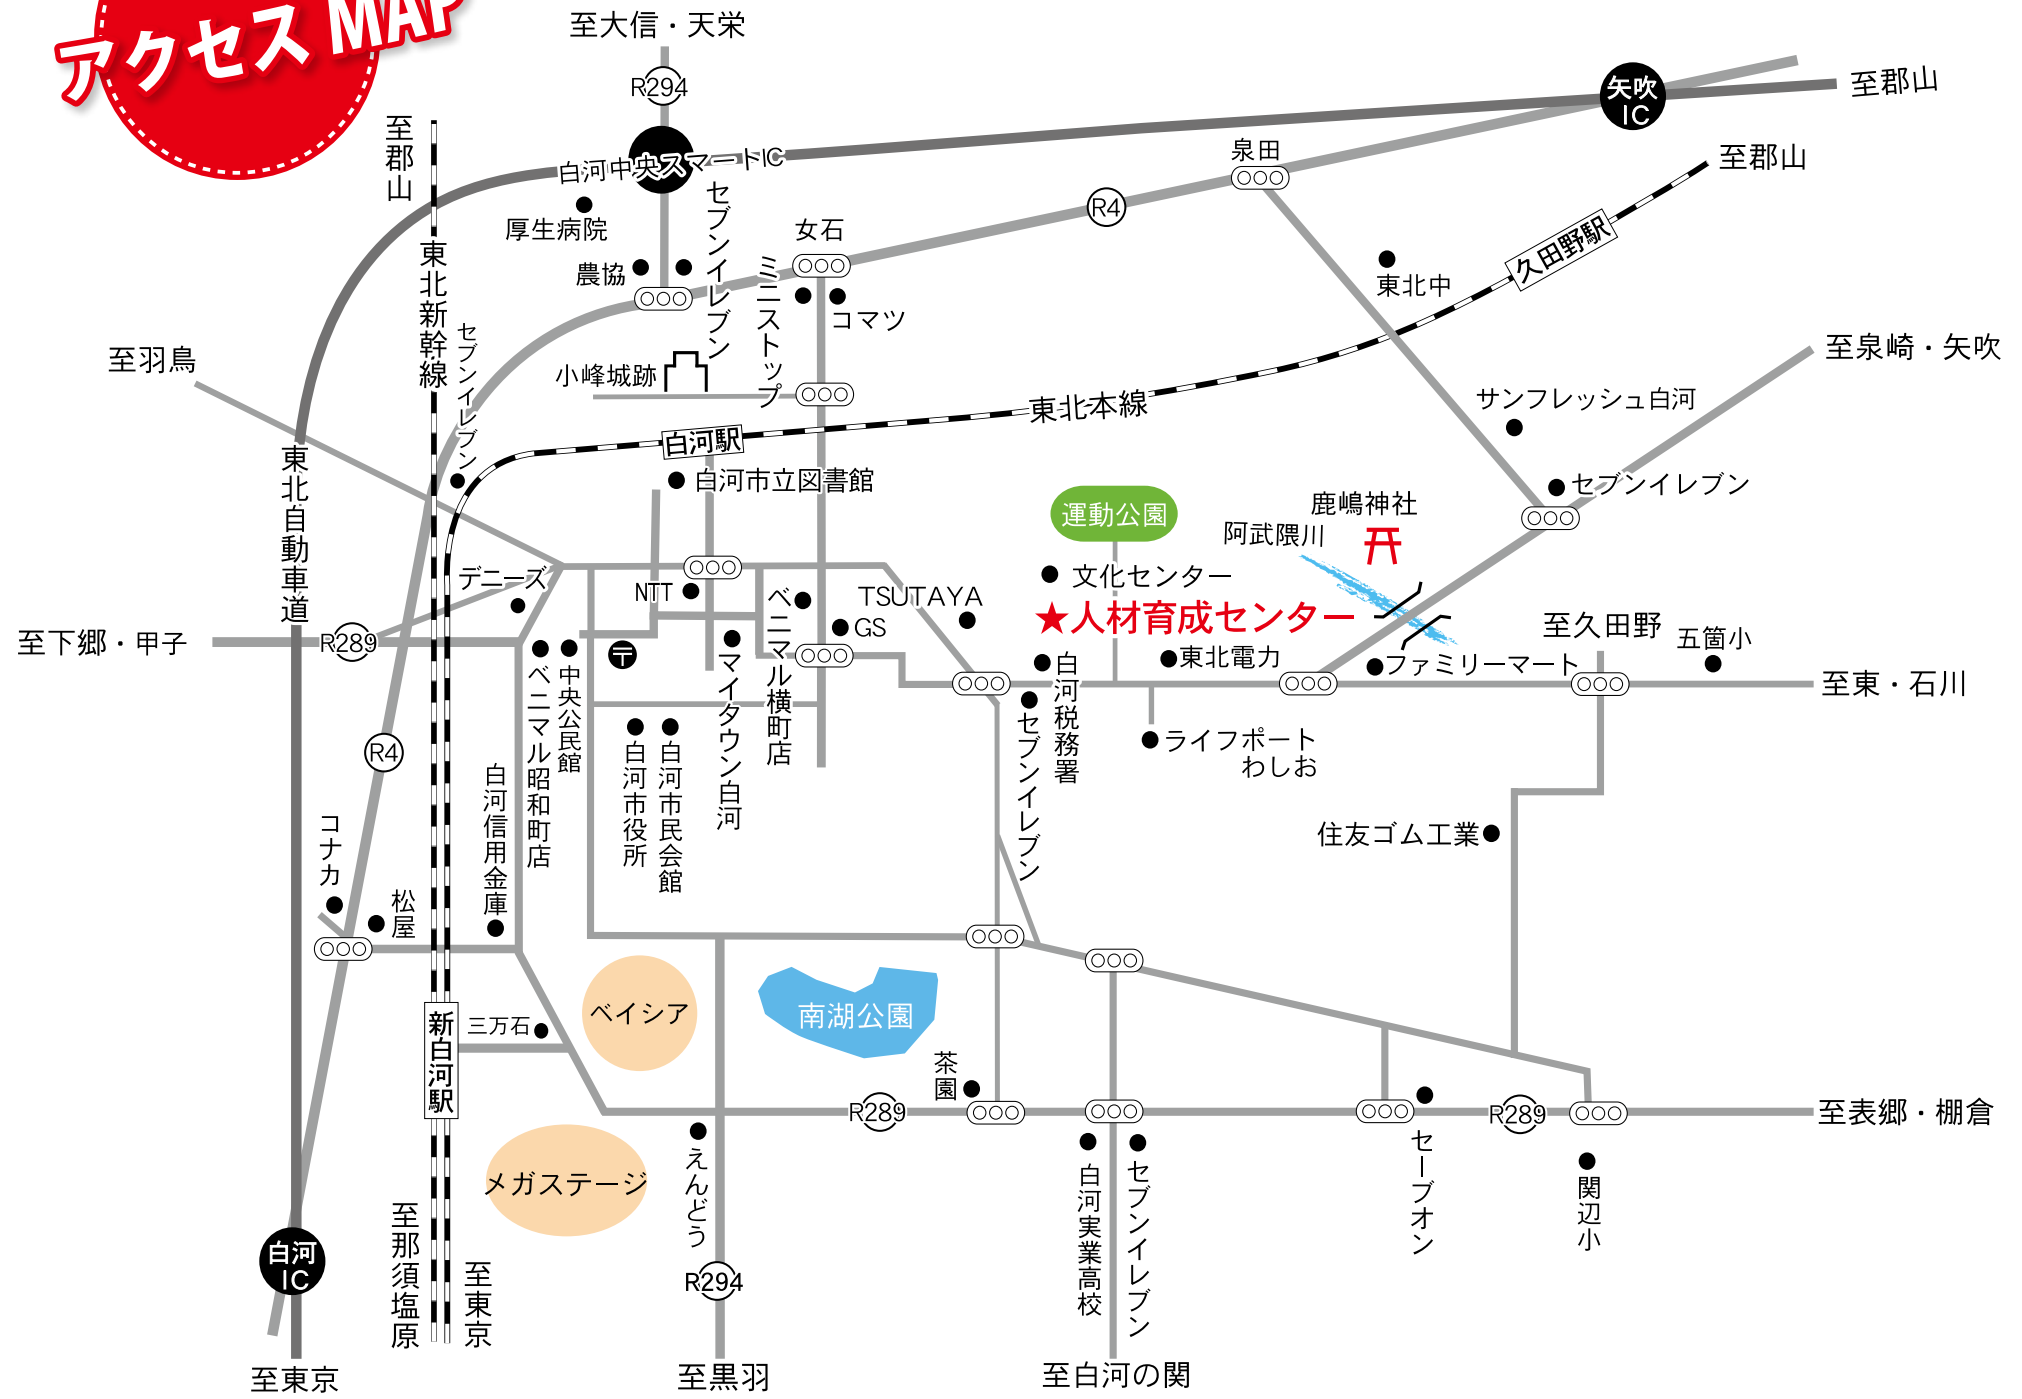 アクセス MAP
至大信・天栄
R294
矢吹
IC
至郡山
至郡山
泉田
至郡山
白河中央スマートIC
セブンイレブン
厚生病院
農協
女石
R4
ミニストップ
コマツ
久田野駅
東北中
東北新幹線
セブンイレブン
至羽鳥
小峰城跡
至泉崎・矢吹
サンフレッシュ白河
東北本線
白河駅
東北自動車道
白河市立図書館
セブンイレブン
運動公園
鹿嶋神社
阿武隈川
デニーズ
NTT
ベニマル横町店
TSUTAYA
文化センター
★人材育成センター
GS
至久田野
五箇小
至下郷・甲子
R289
〒
ベニマル昭和町店
中央公民館
マイタウン白河
白河税務署
東北電力
ファミリーマート
至東・石川
セブンイレブン
ライフポート
わしお
R4
白河市役所
白河市民会館
白河信用金庫
コナカ
松屋
住友ゴム工業
新白河駅
三万石
ベイシア
南湖公園
茶園
R289
R289
至表郷・棚倉
メガステージ
えんどう
白河実業高校
セブンイレブン
セーブオン
関辺小
白河
IC
至那須塩原
至東京
R294
至東京
至黒羽
至白河の関